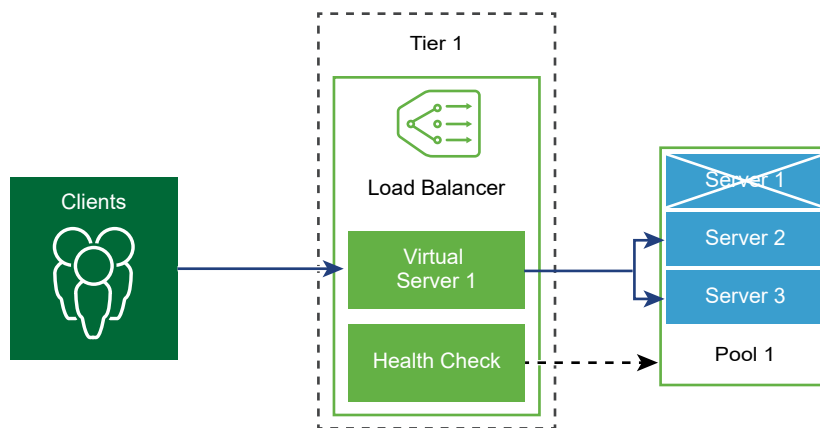 Tier 1
Load Balancer
Clients
Virtual
Server 1
Health Check
Server 1
Server 2
Server 3
Pool 1